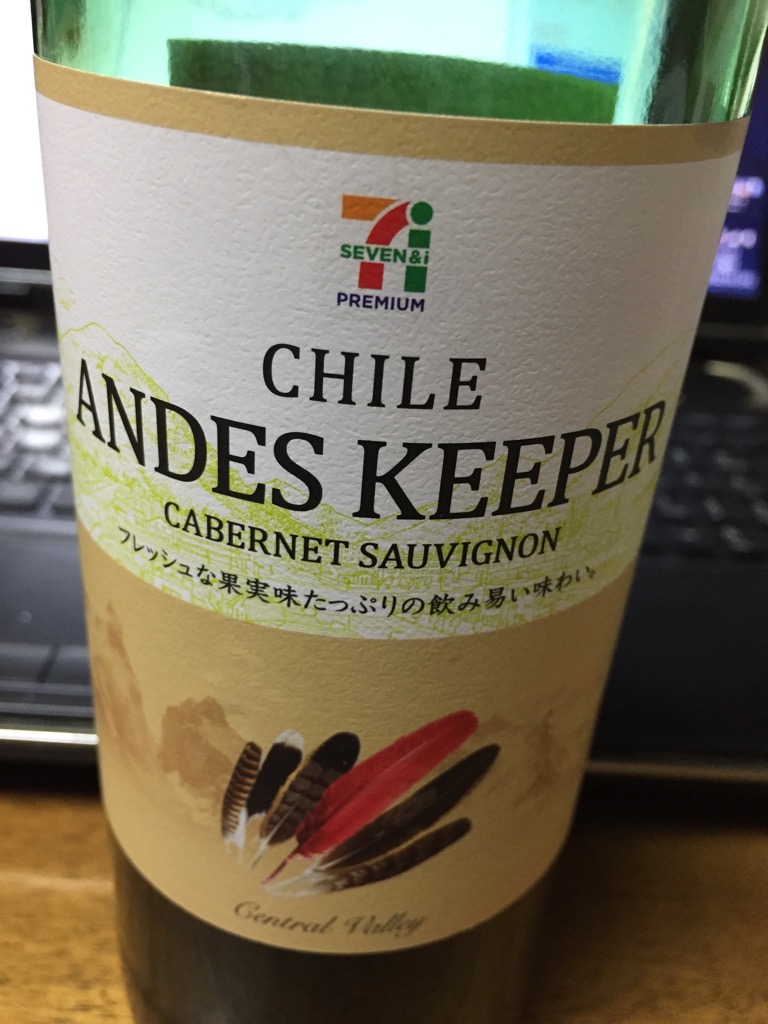 SEVEN&i
PREMIUM
CHILE
ANDES KEEPER
CABERNET SAUVIGNON
フレッシュな果実味たっぷりの飲み易い味わい。
Central Valley